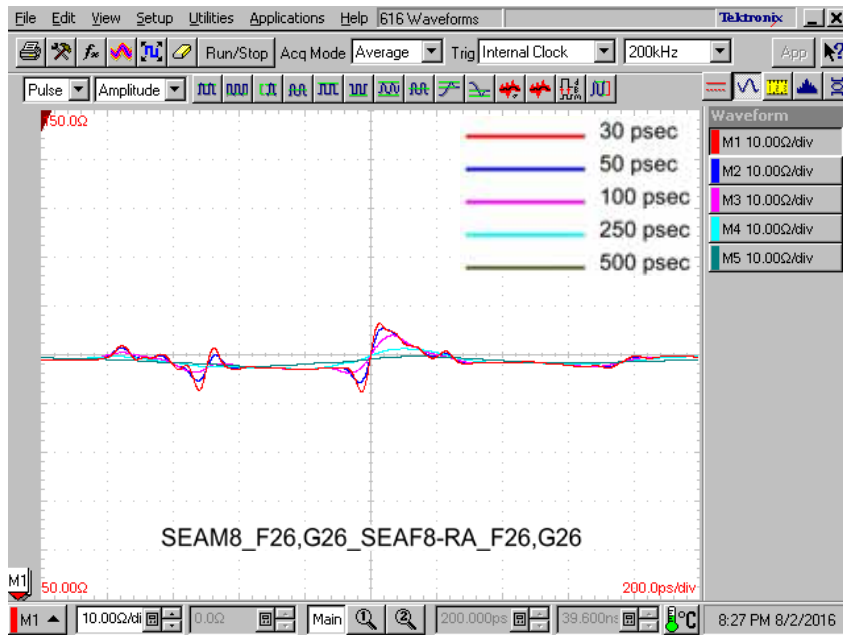 File Edit View Setup Utilities Applications Help 616 Waveforms Tektronix
Run/Stop Acq Mode Average Trig Internal Clock 200kHz App
Pulse Amplitude
50.0Ω
30 psec
50 psec
100 psec
250 psec
500 psec
Waveform
M1 10.00Ω/div
M2 10.00Ω/div
M3 10.00Ω/div
M4 10.00Ω/div
M5 10.00Ω/div
SEAM8_F26,G26_SEAF8-RA_F26,G26
M1
50.00Ω 200.0ps/div
M1 10.00Ω/di 0.0Ω Main 1 2 200.000ps 39.600ns °C 8:27 PM 8/2/2016